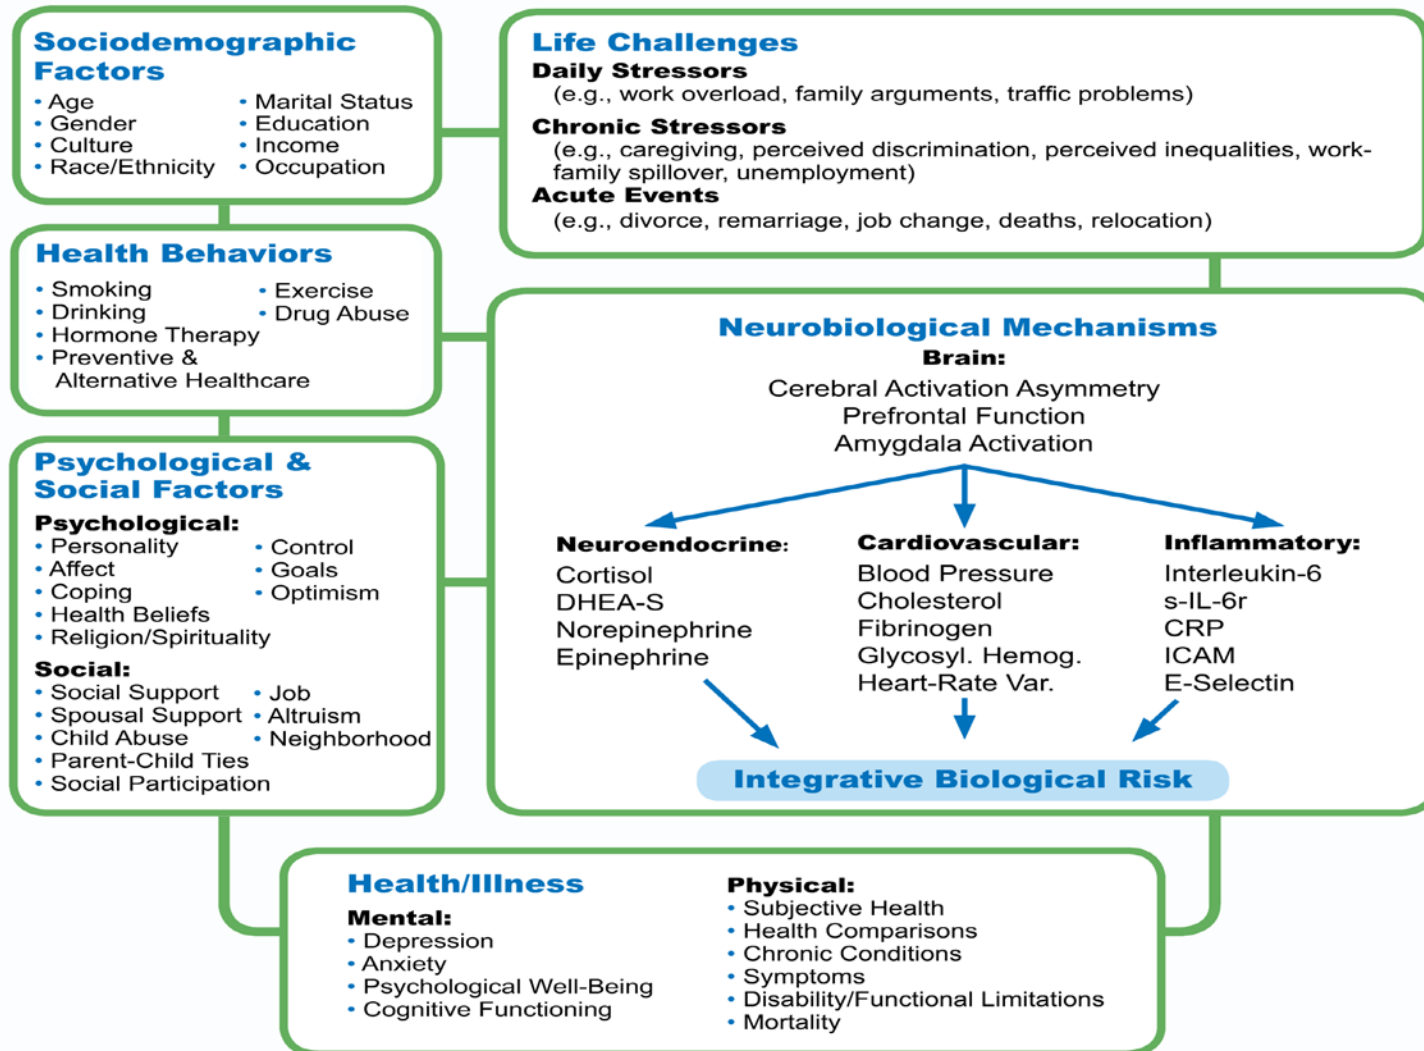 Sociodemographic
Factors
• Age
• Gender
• Culture
• Race/Ethnicity
• Marital Status
• Education
• Income
• Occupation
Life Challenges
Daily Stressors
(e.g., work overload, family arguments, traffic problems)
Chronic Stressors
(e.g., caregiving, perceived discrimination, perceived inequalities, work-
family spillover, unemployment)
Acute Events
(e.g., divorce, remarriage, job change, deaths, relocation)
Health Behaviors
• Smoking
• Drinking
• Hormone Therapy
• Preventive &
Alternative Healthcare
• Exercise
• Drug Abuse
Psychological &
Social Factors
Psychological:
• Personality
• Affect
• Coping
• Health Beliefs
• Religion/Spirituality
• Control
• Goals
• Optimism
Social:
• Social Support
• Spousal Support
• Child Abuse
• Parent-Child Ties
• Social Participation
• Job
• Altruism
• Neighborhood
Neurobiological Mechanisms
Brain:
Cerebral Activation Asymmetry
Prefrontal Function
Amygdala Activation
Neuroendocrine:
Cortisol
DHEA-S
Norepinephrine
Epinephrine
Cardiovascular:
Blood Pressure
Cholesterol
Fibrinogen
Glycosyl. Hemog.
Heart-Rate Var.
Inflammatory:
Interleukin-6
s-IL-6r
CRP
ICAM
E-Selectin
Integrative Biological Risk
Health/Illness
Mental:
• Depression
• Anxiety
• Psychological Well-Being
• Cognitive Functioning
Physical:
• Subjective Health
• Health Comparisons
• Chronic Conditions
• Symptoms
• Disability/Functional Limitations
• Mortality